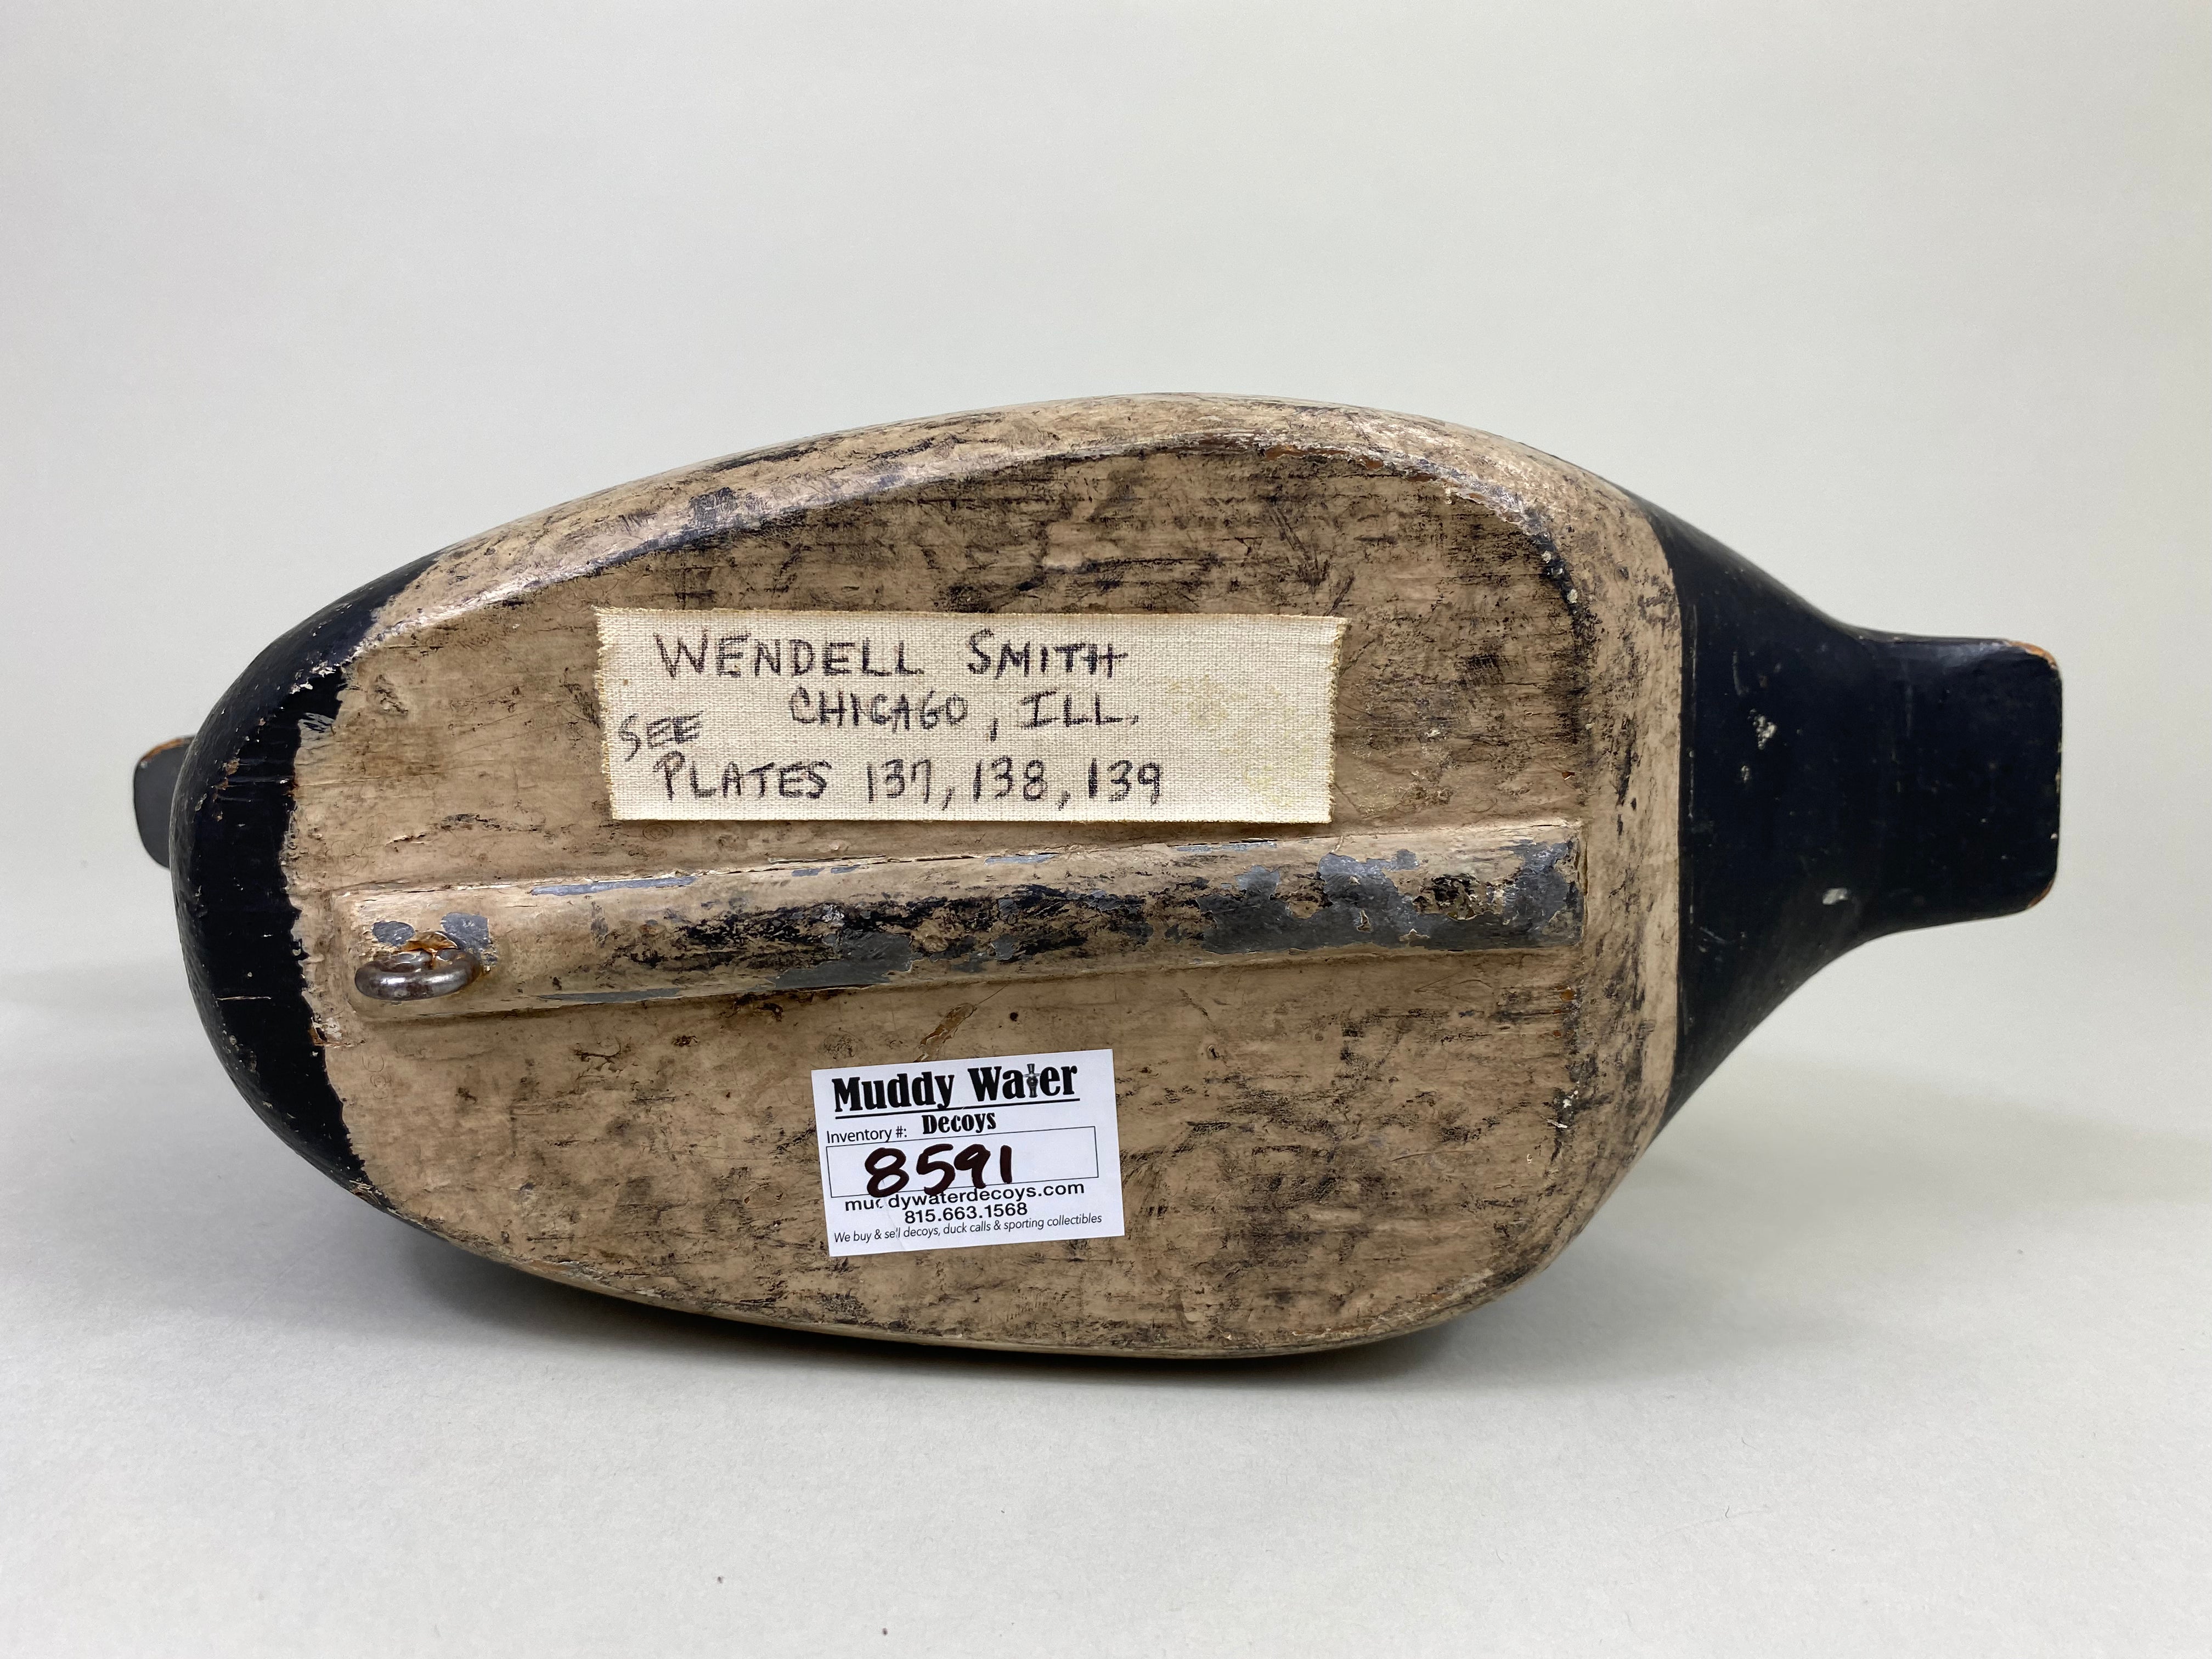 WENDELL SMITH
CHICAGO, ILL.
SEE
PLATES 137, 138, 139
Muddy Water
Decoys
Inventory #:
8591
muddywaterdecoys.com
815.663.1568
We buy & sell decoys, duck calls & sporting collectibles